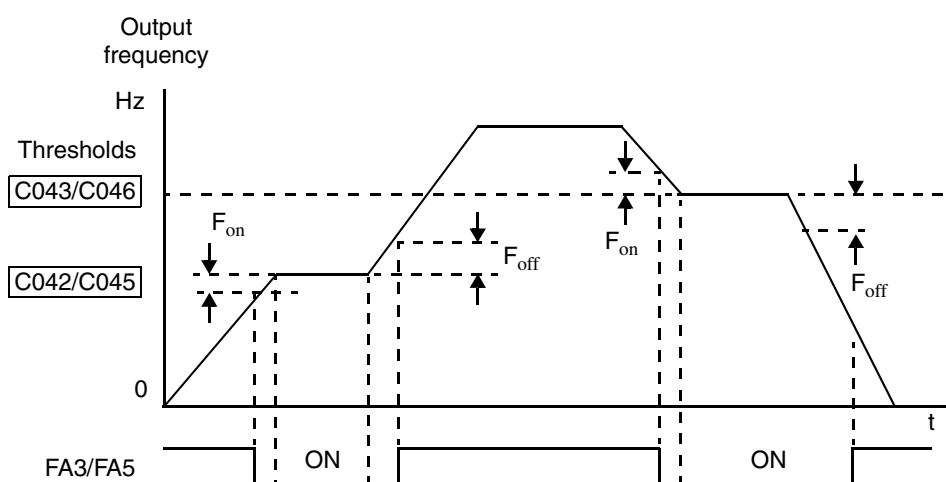 Output
frequency
Hz
Thresholds
C043/C046
Fon
Fon
Foff
C042/C045
Foff
0
t
FA3/FA5
ON
ON